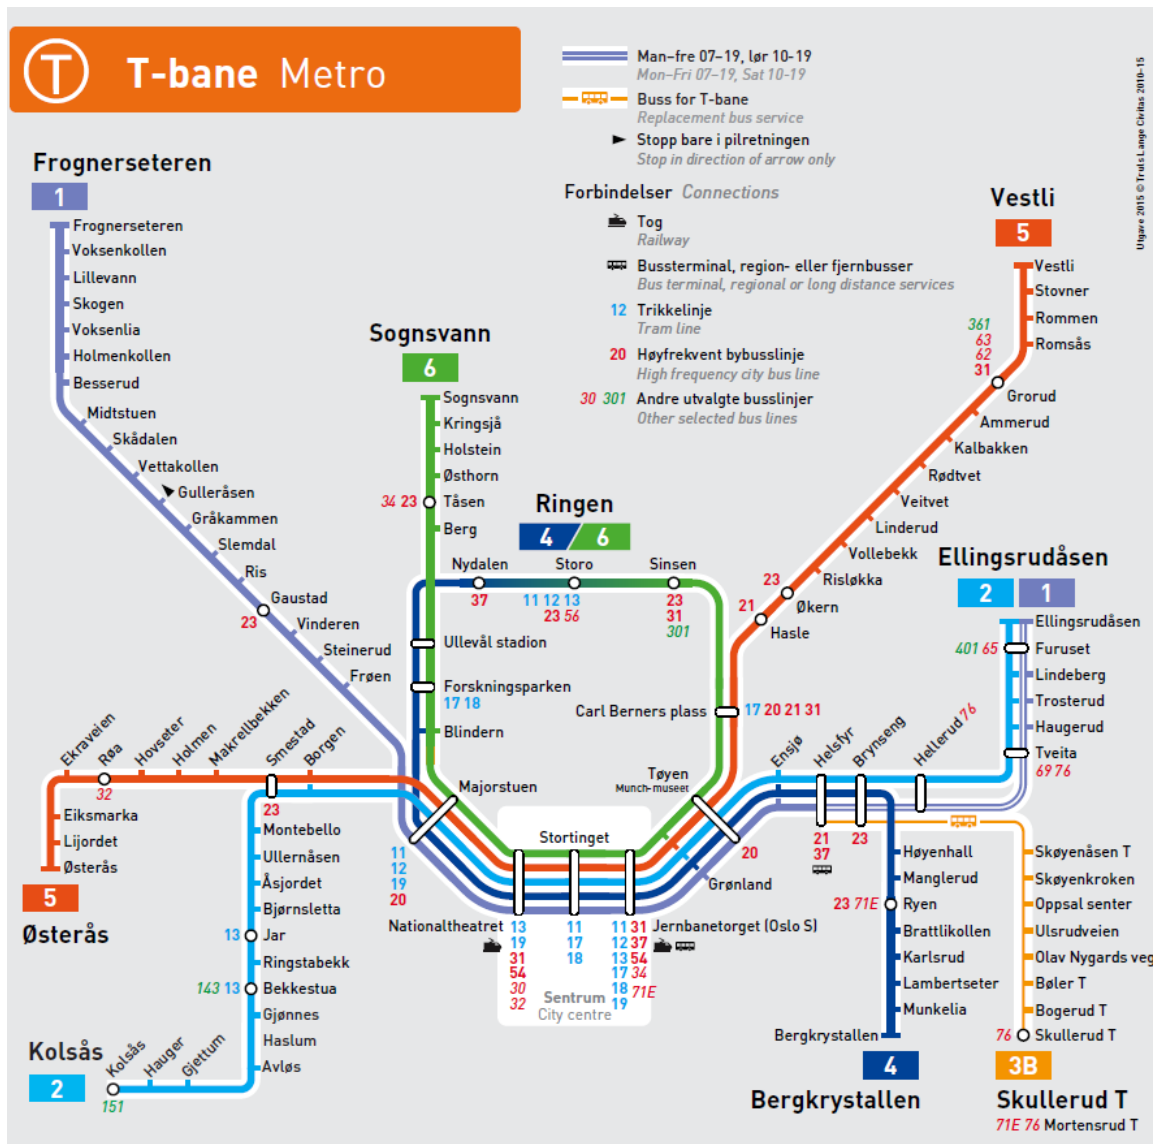 T
T-bane Metro
Man–fre 07–19, lør 10-19
Mon–Fri 07–19, Sat 10-19
Buss for T-bane
Replacement bus service
Stopp bare i pilretningen
Stop in direction of arrow only
Forbindelser Connections
Tog
Railway
Bussterminal, region- eller fjernbusser
Bus terminal, regional or long distance services
12 Trikkelinje
Tram line
20 Høyfrekvent bybusslinje
High frequency city bus line
30 301 Andre utvalgte busslinjer
Other selected bus lines
Utgave 2015 © Truls Lange Civitas 2010-15
Frognerseteren
1
Frognerseteren
Voksenkollen
Lillevann
Skogen
Voksenlia
Holmenkollen
Besserud
Midtstuen
Skådalen
Vettakollen
Gulleråsen
Gråkammen
Slemdal
Ris
Gaustad
23
Vinderen
Steinerud
Frøen
Sognsvann
6
Sognsvann
Kringsjå
Holstein
Østhorn
34 23 Tåsen
Berg
Ringen
4/6
Nydalen
37
Storo
11 12 13
23 56
Sinsen
23
31
301
Ullevål stadion
Forskningsparken
17 18
Blindern
Majorstuen
11
12
19
20
Vestli
5
Vestli
Stovner
Rommen
Romsås
361
63
62
31
Grorud
Ammerud
Kalbakken
Rødtvet
Veitvet
Linderud
Vollebekk
Risløkka
23
Økern
21
Hasle
Carl Berners plass 17 20 21 31
Tøyen
Munch-museet
20
Ellingsrudåsen
2 1
Ellingsrudåsen
401 65 Furuset
Lindeberg
Trosterud
Haugerud
Tveita
69 76
Ensjø
Helsfyr
21
37
Brynseng
23
Hellerud 76
Ekraveien
Røa
32
Hovseter
Holmen
Makrellbekken
Smestad
23
Borgen
Eiksmarka
Lijordet
Østerås
5
Østerås
Montebello
Ullernåsen
Åsjordet
Bjørnsletta
13 Jar
Ringstabekk
143 13 Bekkestua
Gjønnes
Haslum
Avløs
Gjettum
Hauger
Kolsås
151
Kolsås
2
Stortinget
11
17
18
Nationaltheatret
13
19
31
54
30
32
Jernbanetorget (Oslo S)
11 31
12 37
13 54
17 34
18 71E
19
Sentrum
City centre
Grønland
Høyenhall
Manglerud
23 71E Ryen
Brattlikollen
Karlsrud
Lambertseter
Munkelia
Bergkrystallen
4
Bergkrystallen
Skøyenåsen T
Skøyenkroken
Oppsal senter
Ulsrudveien
Olav Nygards veg
Bøler T
Bogerud T
76 Skullerud T
3B
Skullerud T
71E 76 Mortensrud T